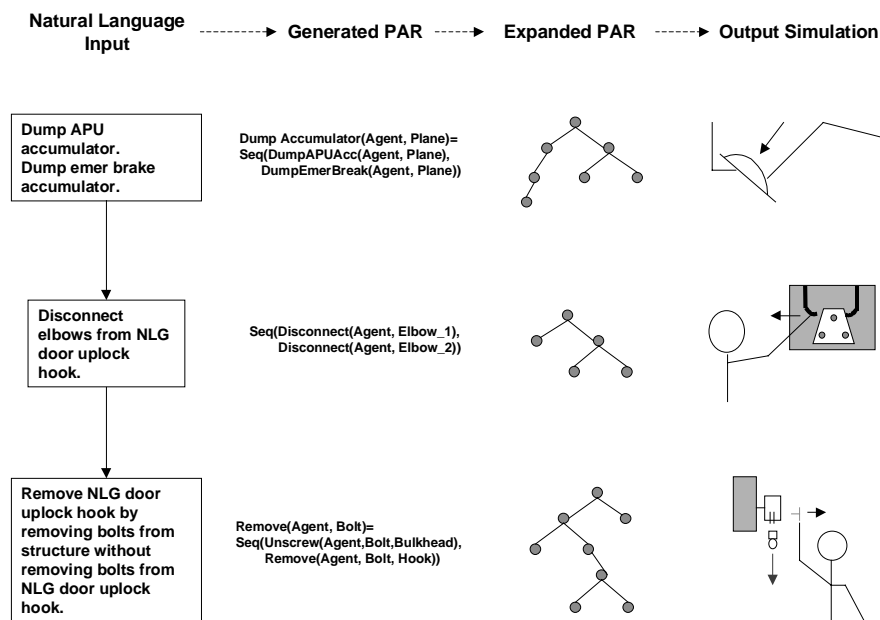 Natural Language
Input
Generated PAR
Expanded PAR
Output Simulation
Dump APU
accumulator.
Dump emer brake
accumulator.
Dump Accumulator(Agent, Plane)=
Seq(DumpAPUAcc(Agent, Plane),
DumpEmerBreak(Agent, Plane))
Disconnect
elbows from NLG
door uplock
hook.
Seq(Disconnect(Agent, Elbow_1),
Disconnect(Agent, Elbow_2))
Remove NLG door
uplock hook by
removing bolts from
structure without
removing bolts from
NLG door uplock
hook.
Remove(Agent, Bolt)=
Seq(Unscrew(Agent,Bolt,Bulkhead),
Remove(Agent, Bolt, Hook))